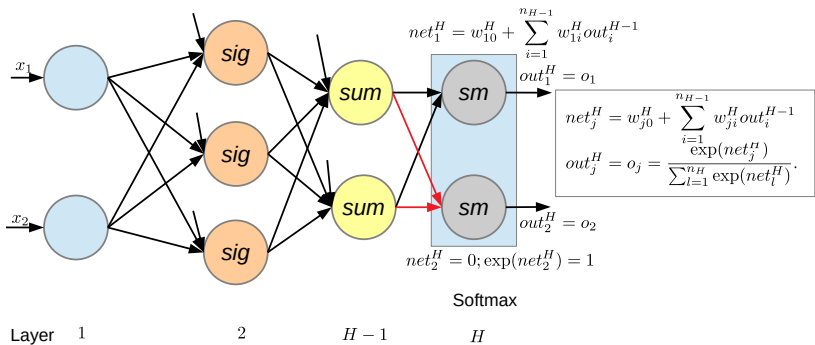 net_1^H = w_{10}^H + \sum_{i=1}^{n_{H-1}} w_{1i}^H out_i^{H-1}
x_1
sig
sum
sm
out_1^H = o_1
net_j^H = w_{j0}^H + \sum_{i=1}^{n_{H-1}} w_{ji}^H out_i^{H-1}
out_j^H = o_j = \frac{\exp(net_j^H)}{\sum_{l=1}^{n_H} \exp(net_l^H)}.
sig
x_2
sum
sm
out_2^H = o_2
sig
net_2^H = 0; \exp(net_2^H) = 1
Softmax
Layer 1 2 H − 1 H